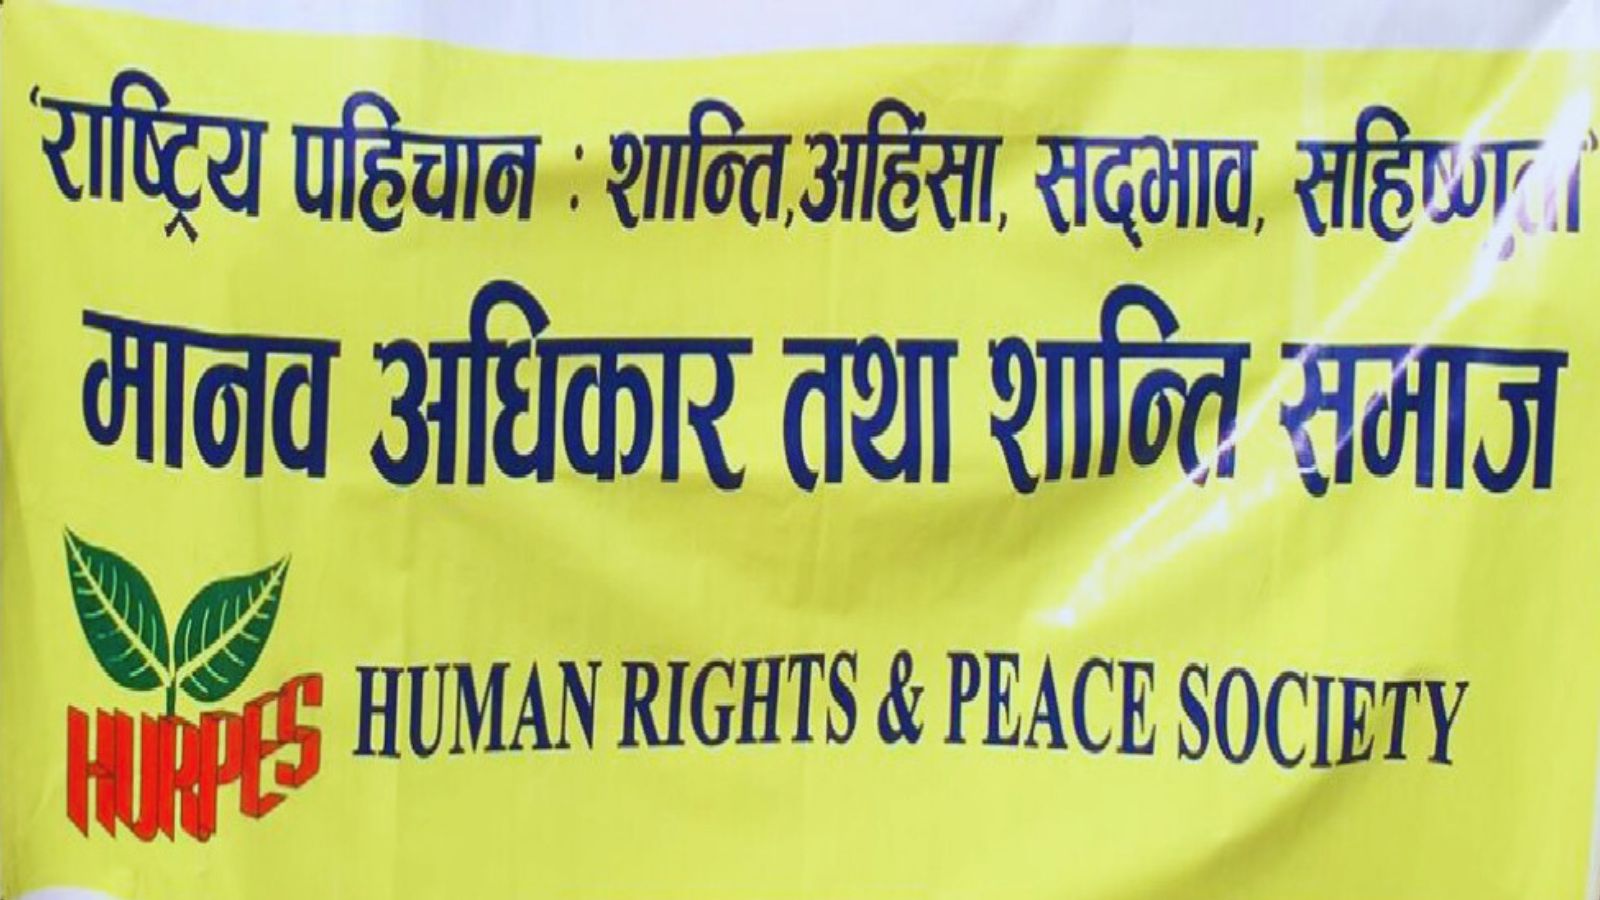 'राष्ट्रिय पहिचान : शान्ति, अहिंसा, सद्‌भाव, सहिष्णूता'
मानव अधिकार तथा शान्ति समाज
HURPES
HUMAN RIGHTS & PEACE SOCIETY